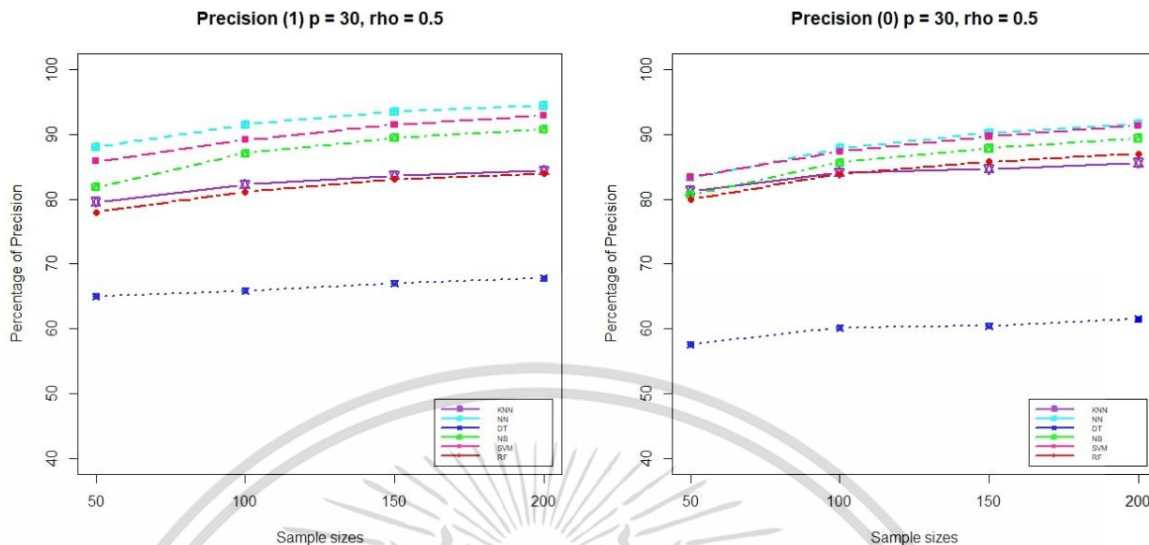 Precision (1) p = 30, rho = 0.5
Percentage of Precision
100
90
80
70
60
50
40
KNN
NN
DT
NB
SVM
RF
50 100 150 200
Sample sizes
Precision (0) p = 30, rho = 0.5
Percentage of Precision
100
90
80
70
60
50
40
KNN
NN
DT
NB
SVM
RF
50 100 150 200
Sample sizes